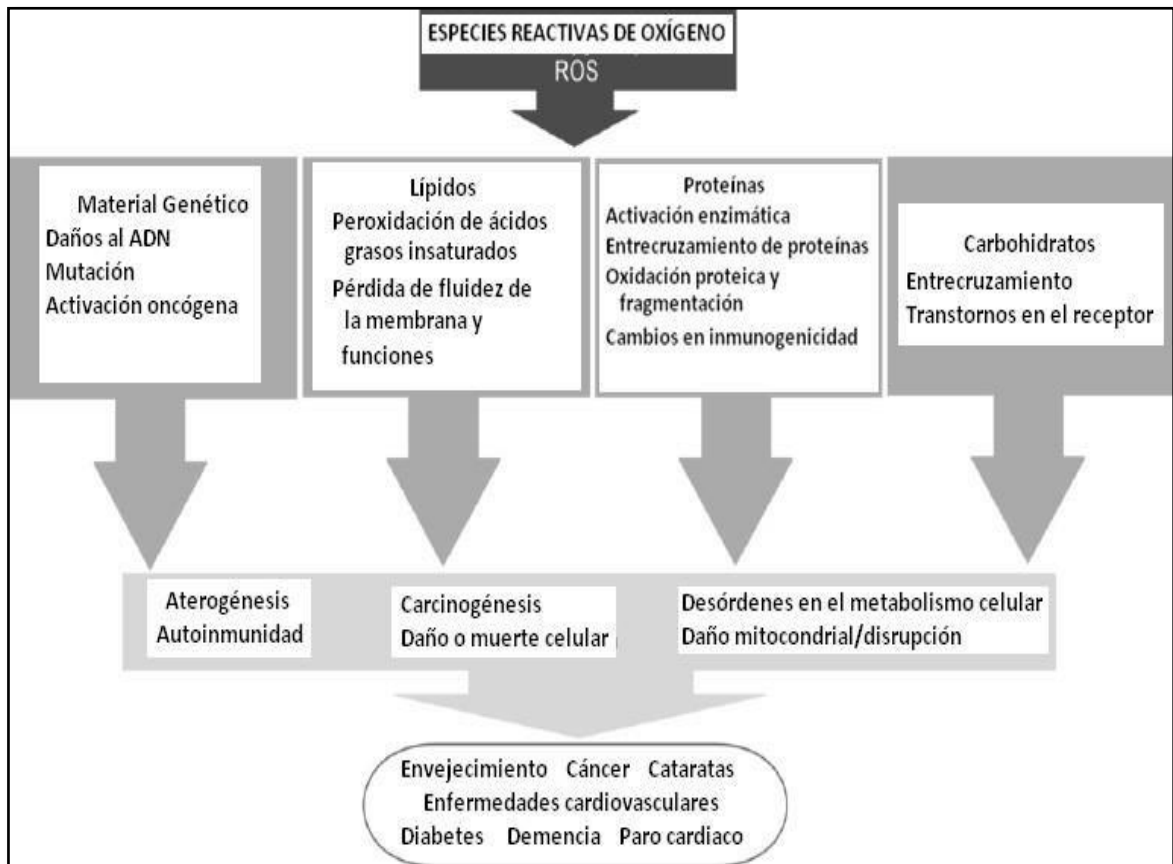 ESPECIES REACTIVAS DE OXÍGENO
ROS
Material Genético
Daños al ADN
Mutación
Activación oncógena
Lípidos
Peroxidación de ácidos
grasos insaturados
Pérdida de fluidez de
la membrana y
funciones
Proteínas
Activación enzimática
Entrecruzamiento de proteínas
Oxidación proteica y
fragmentación
Cambios en inmunogenicidad
Carbohidratos
Entrecruzamiento
Transtornos en el receptor
Aterogénesis
Autoinmunidad
Carcinogénesis
Daño o muerte celular
Desórdenes en el metabolismo celular
Daño mitocondrial/disrupción
Envejecimiento Cáncer Cataratas
Enfermedades cardiovasculares
Diabetes Demencia Paro cardiaco